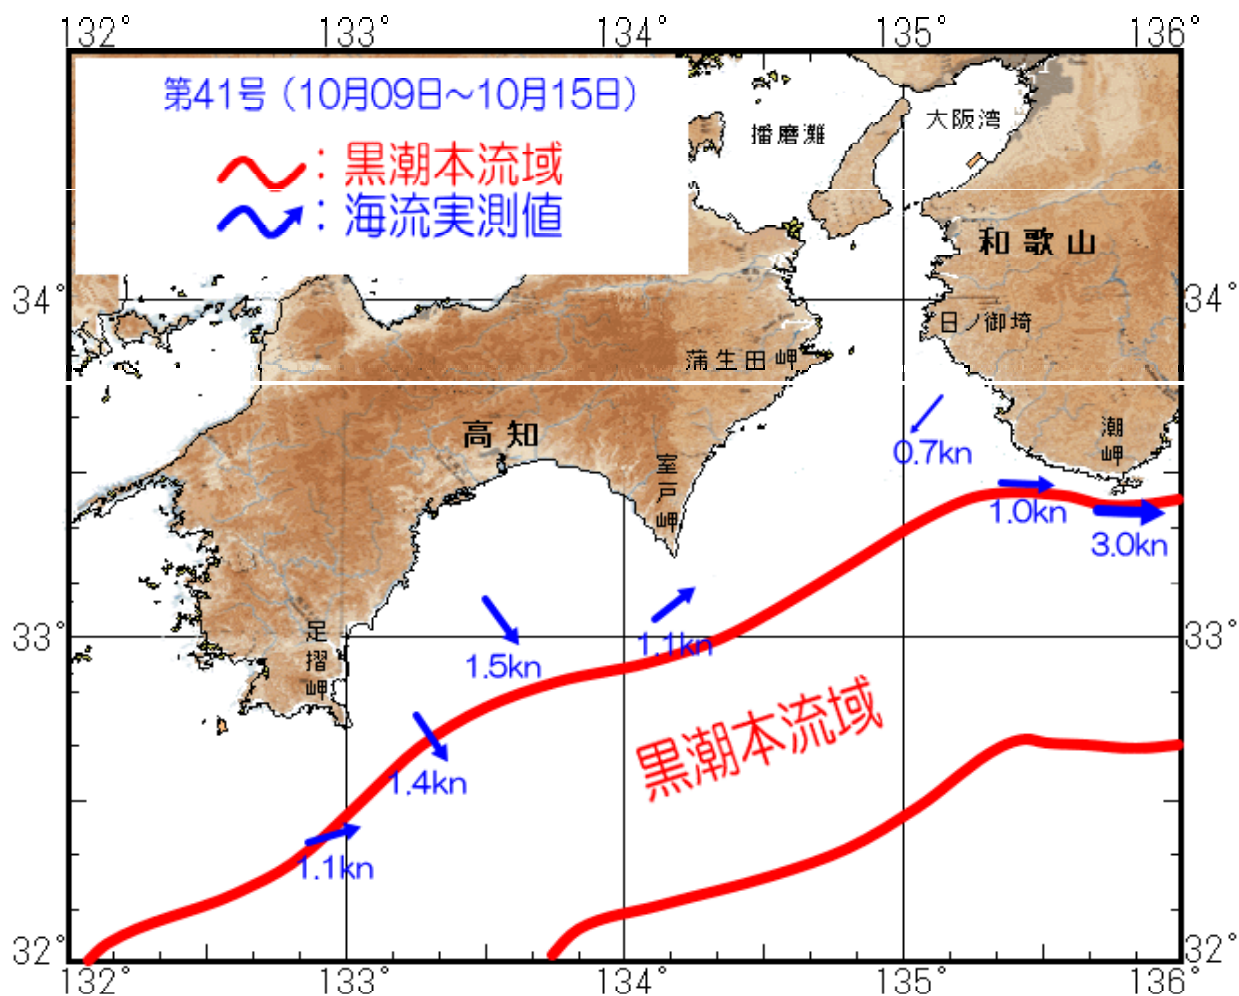 132° 133° 134° 135° 136°
第41号（10月09日～10月15日）
：黒潮本流域
：海流実測値
播磨灘
大阪湾
和歌山
34° 34°
日ノ御埼
蒲生田岬
潮岬
高知
室戸岬
0.7kn
1.0kn
3.0kn
足摺岬
33° 33°
1.1kn
1.5kn
黒潮本流域
1.4kn
1.1kn
32° 32°
132° 133° 134° 135° 136°